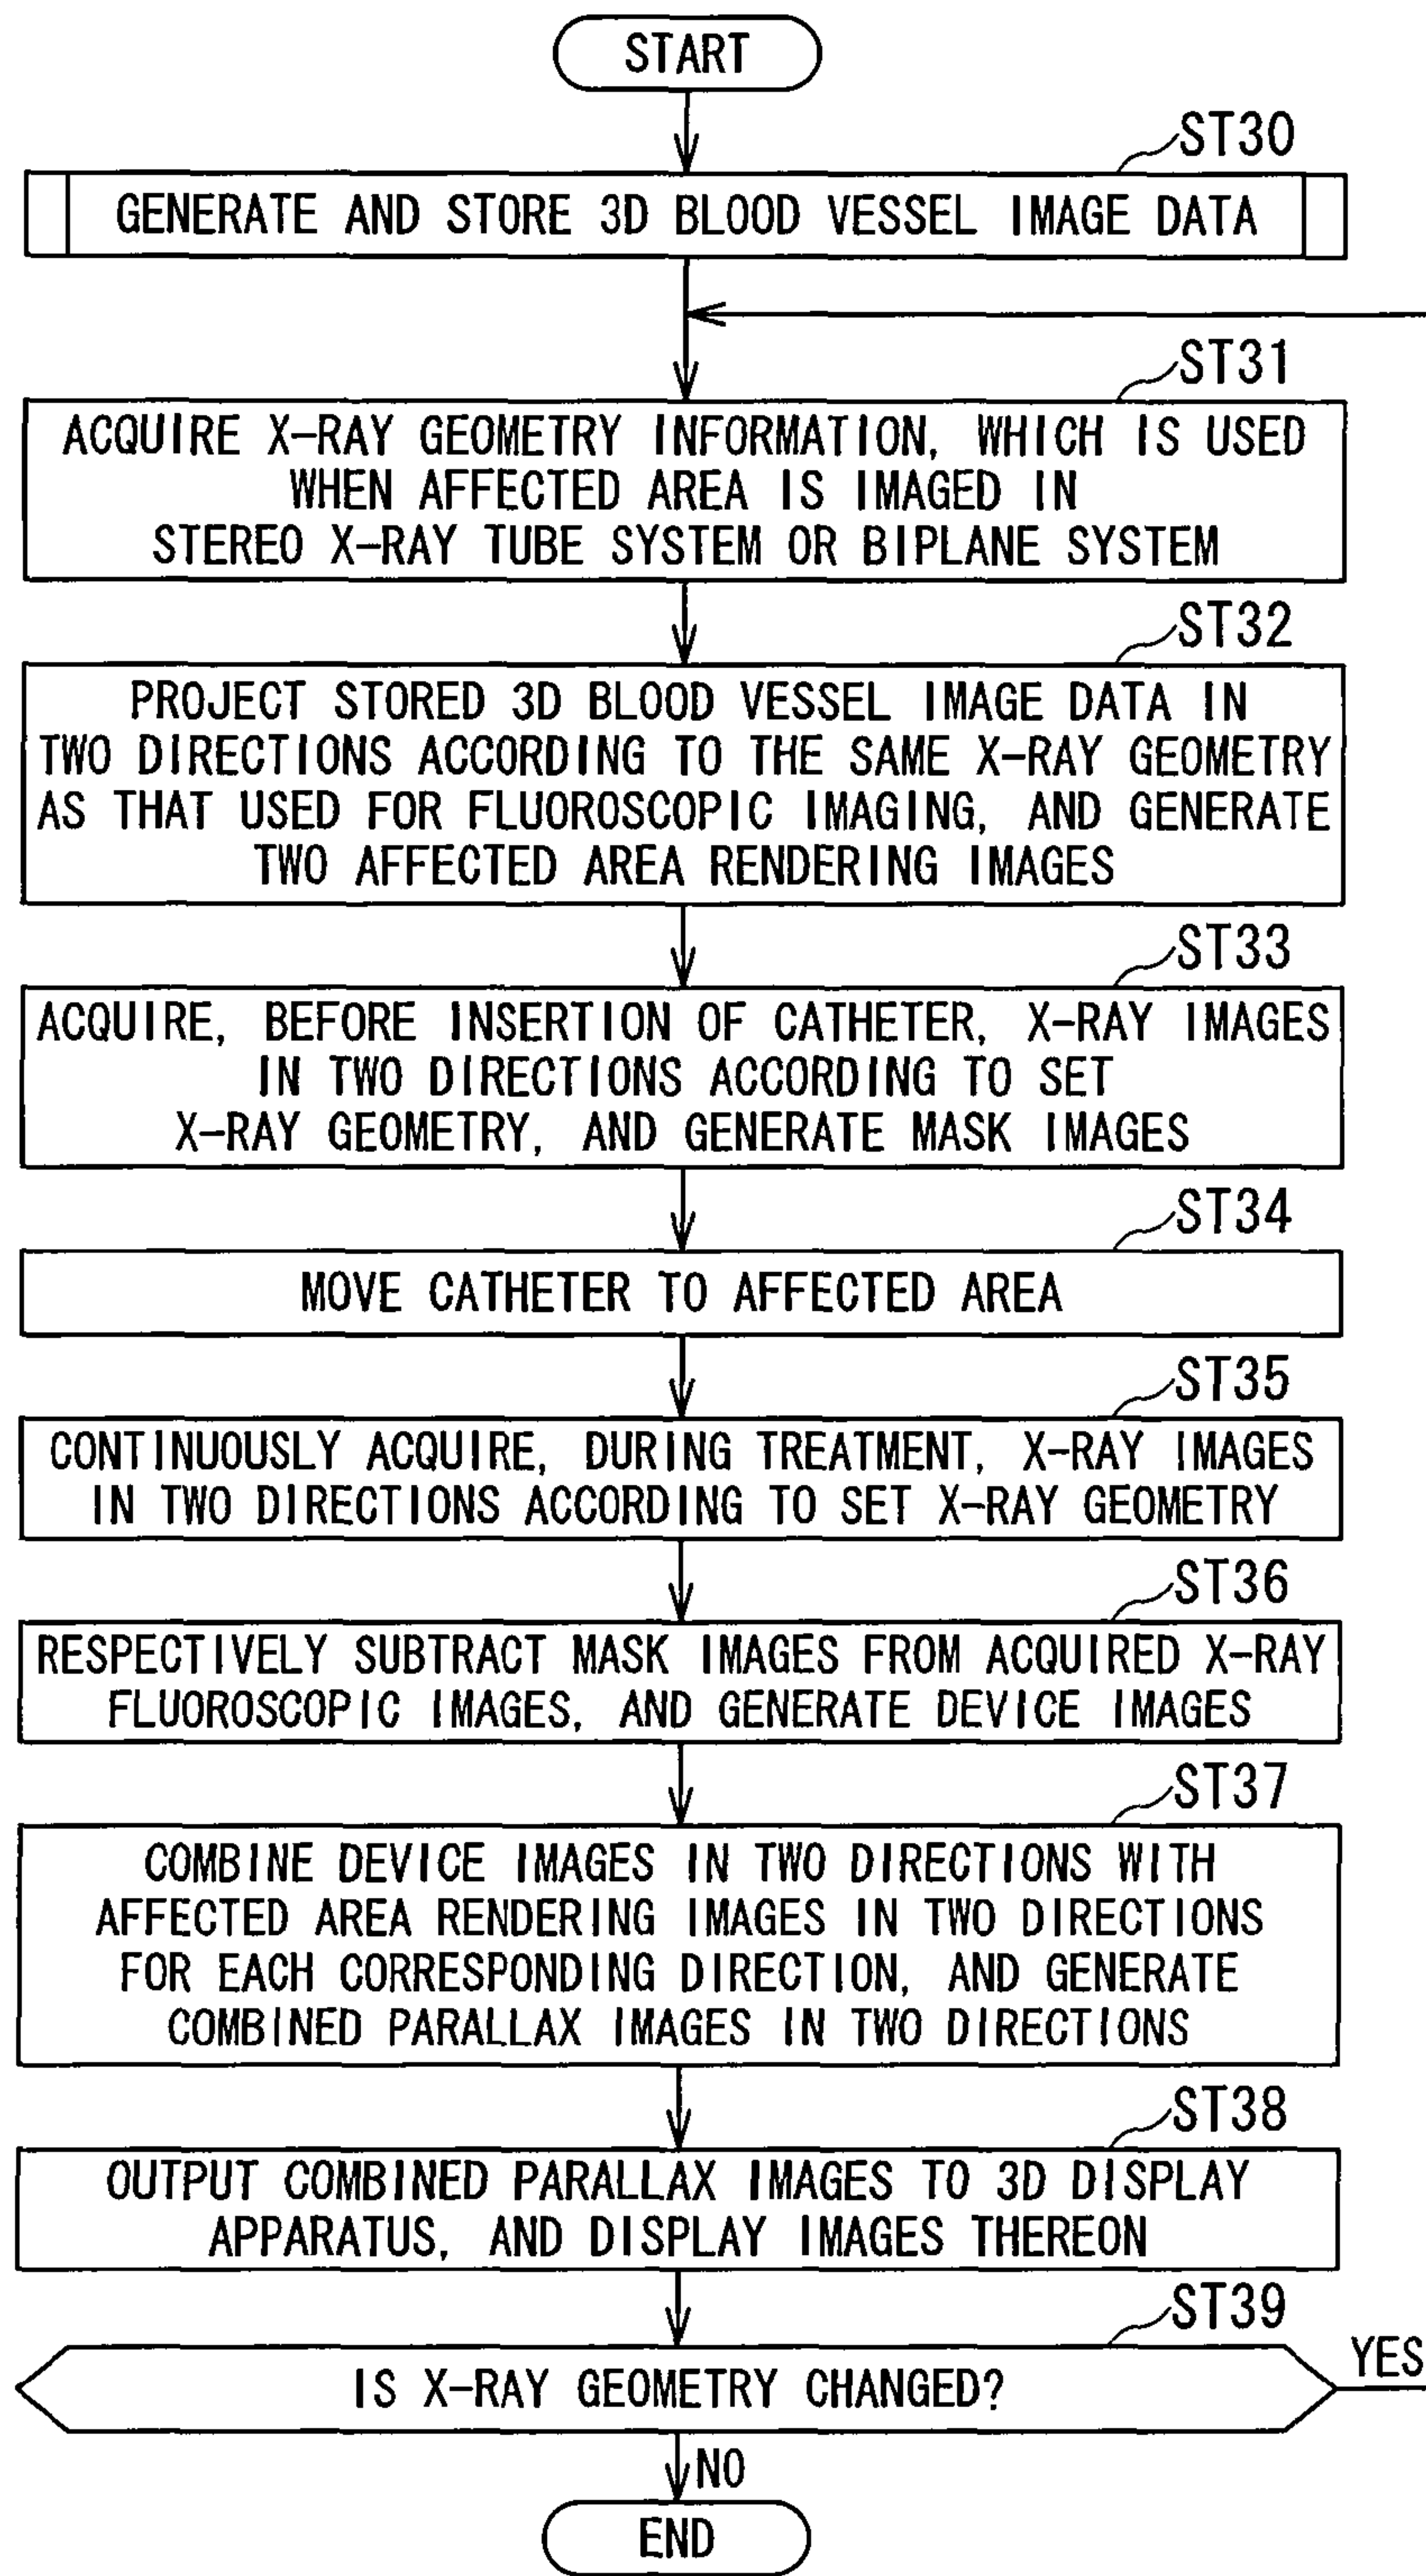 START
ST30
GENERATE AND STORE 3D BLOOD VESSEL IMAGE DATA
ST31
ACQUIRE X-RAY GEOMETRY INFORMATION, WHICH IS USED
WHEN AFFECTED AREA IS IMAGED IN
STEREO X-RAY TUBE SYSTEM OR BIPLANE SYSTEM
ST32
PROJECT STORED 3D BLOOD VESSEL IMAGE DATA IN
TWO DIRECTIONS ACCORDING TO THE SAME X-RAY GEOMETRY
AS THAT USED FOR FLUOROSCOPIC IMAGING, AND GENERATE
TWO AFFECTED AREA RENDERING IMAGES
ST33
ACQUIRE, BEFORE INSERTION OF CATHETER, X-RAY IMAGES
IN TWO DIRECTIONS ACCORDING TO SET
X-RAY GEOMETRY, AND GENERATE MASK IMAGES
ST34
MOVE CATHETER TO AFFECTED AREA
ST35
CONTINUOUSLY ACQUIRE, DURING TREATMENT, X-RAY IMAGES
IN TWO DIRECTIONS ACCORDING TO SET X-RAY GEOMETRY
ST36
RESPECTIVELY SUBTRACT MASK IMAGES FROM ACQUIRED X-RAY
FLUOROSCOPIC IMAGES, AND GENERATE DEVICE IMAGES
ST37
COMBINE DEVICE IMAGES IN TWO DIRECTIONS WITH
AFFECTED AREA RENDERING IMAGES IN TWO DIRECTIONS
FOR EACH CORRESPONDING DIRECTION, AND GENERATE
COMBINED PARALLAX IMAGES IN TWO DIRECTIONS
ST38
OUTPUT COMBINED PARALLAX IMAGES TO 3D DISPLAY
APPARATUS, AND DISPLAY IMAGES THEREON
ST39
IS X-RAY GEOMETRY CHANGED?
YES
NO
END